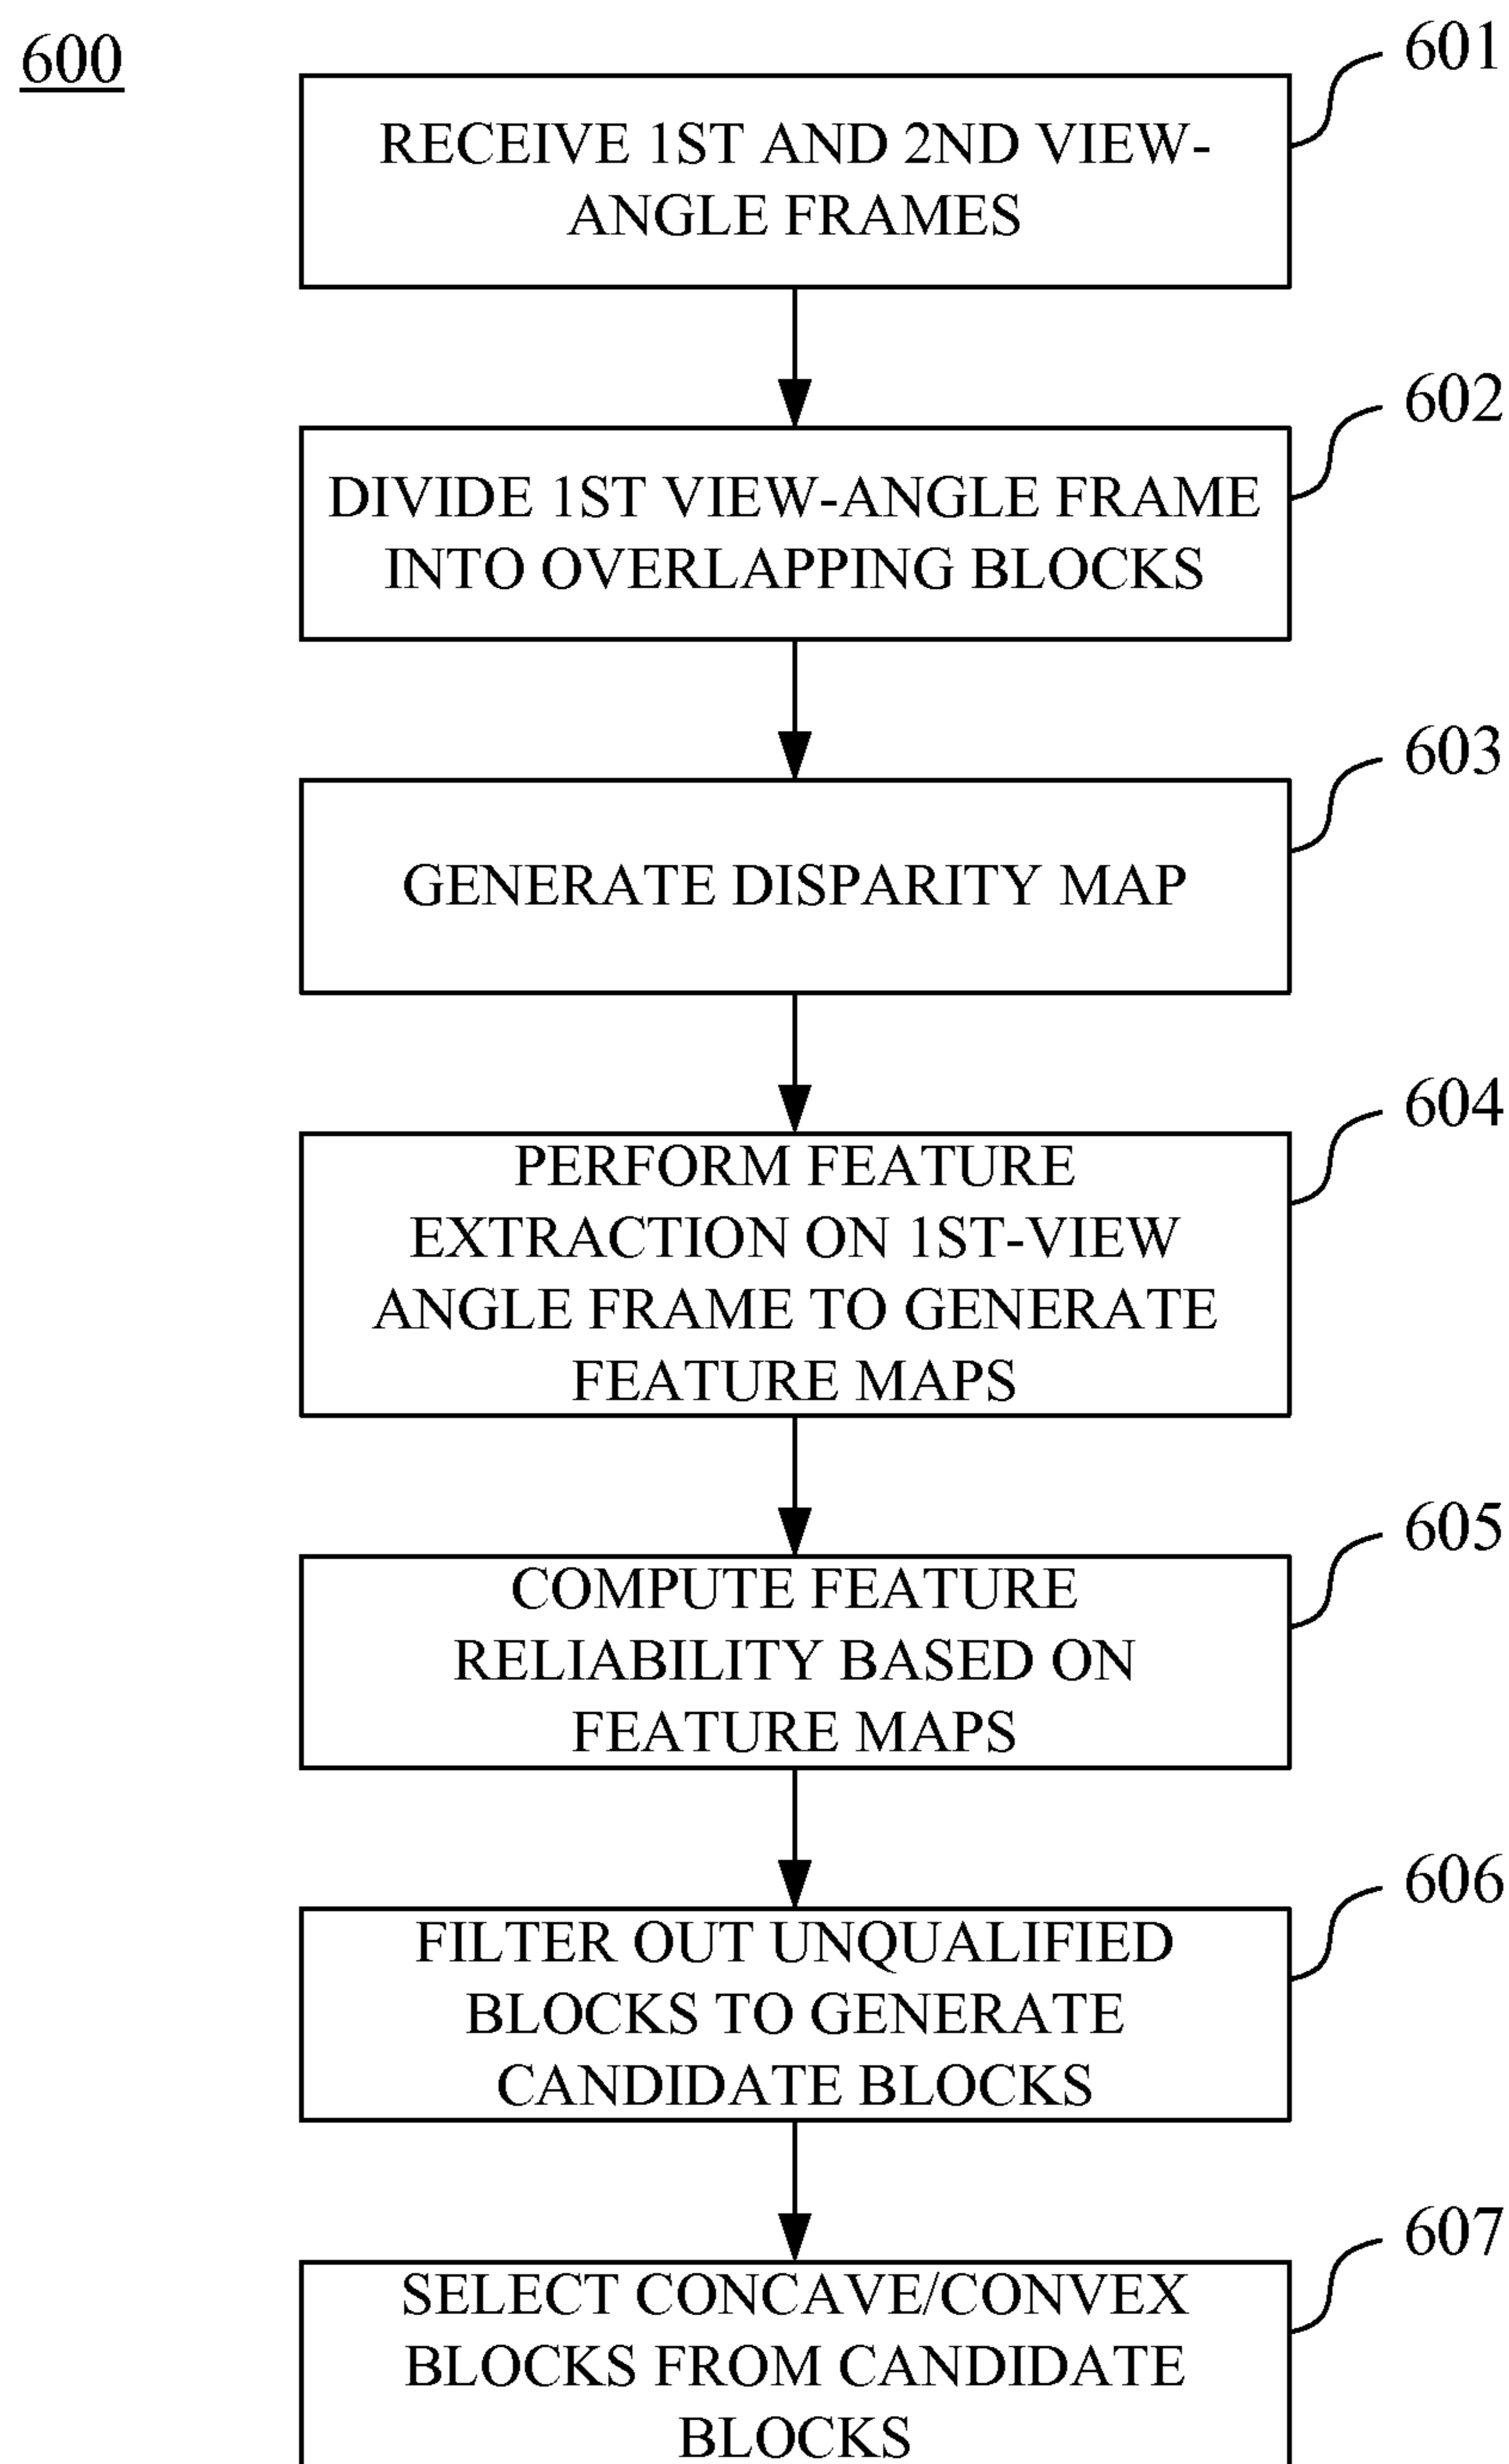 600
601
RECEIVE 1ST AND 2ND VIEW-
ANGLE FRAMES
602
DIVIDE 1ST VIEW-ANGLE FRAME
INTO OVERLAPPING BLOCKS
603
GENERATE DISPARITY MAP
604
PERFORM FEATURE
EXTRACTION ON 1ST-VIEW
ANGLE FRAME TO GENERATE
FEATURE MAPS
605
COMPUTE FEATURE
RELIABILITY BASED ON
FEATURE MAPS
606
FILTER OUT UNQUALIFIED
BLOCKS TO GENERATE
CANDIDATE BLOCKS
607
SELECT CONCAVE/CONVEX
BLOCKS FROM CANDIDATE
BLOCKS